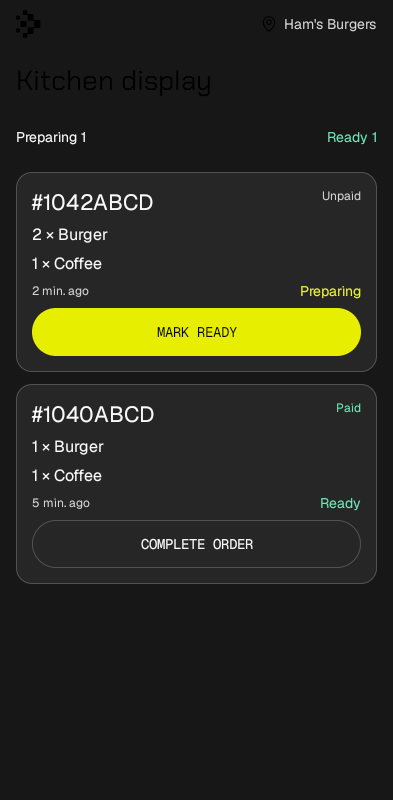 Ham's Burgers
Kitchen display
Preparing 1
Ready 1
#1042ABCD
Unpaid
2 × Burger
1 × Coffee
2 min. ago
Preparing
MARK READY
#1040ABCD
Paid
1 × Burger
1 × Coffee
5 min. ago
Ready
COMPLETE ORDER